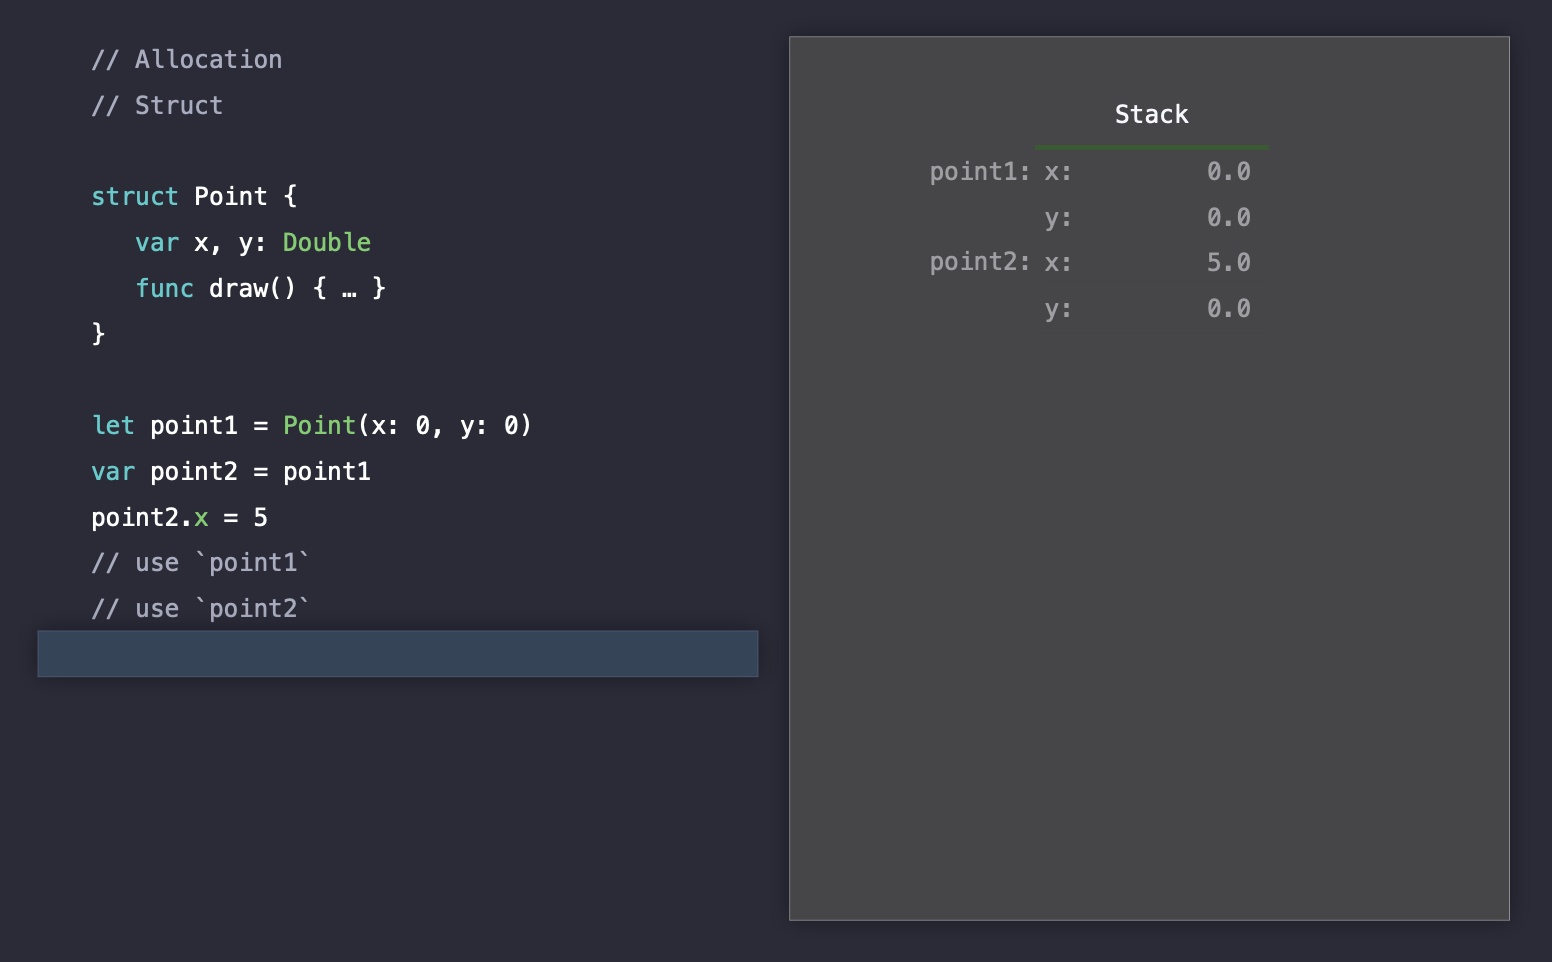 // Allocation
// Struct
struct Point {
var x, y: Double
func draw() { … }
}
let point1 = Point(x: 0, y: 0)
var point2 = point1
point2.x = 5
// use `point1`
// use `point2`
Stack
point1: x: 0.0
y: 0.0
point2: x: 5.0
y: 0.0